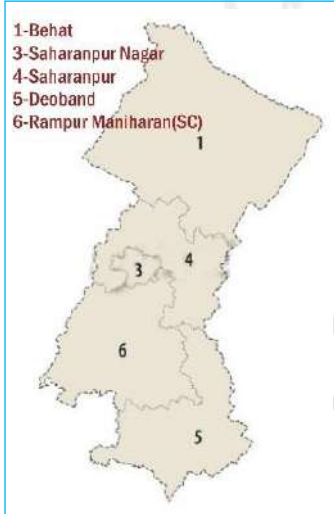 1-Behat
3-Saharanpur Nagar
4-Saharanpur
5-Deoband
6-Rampur Maniharan(SC)
1
4
3
6
5